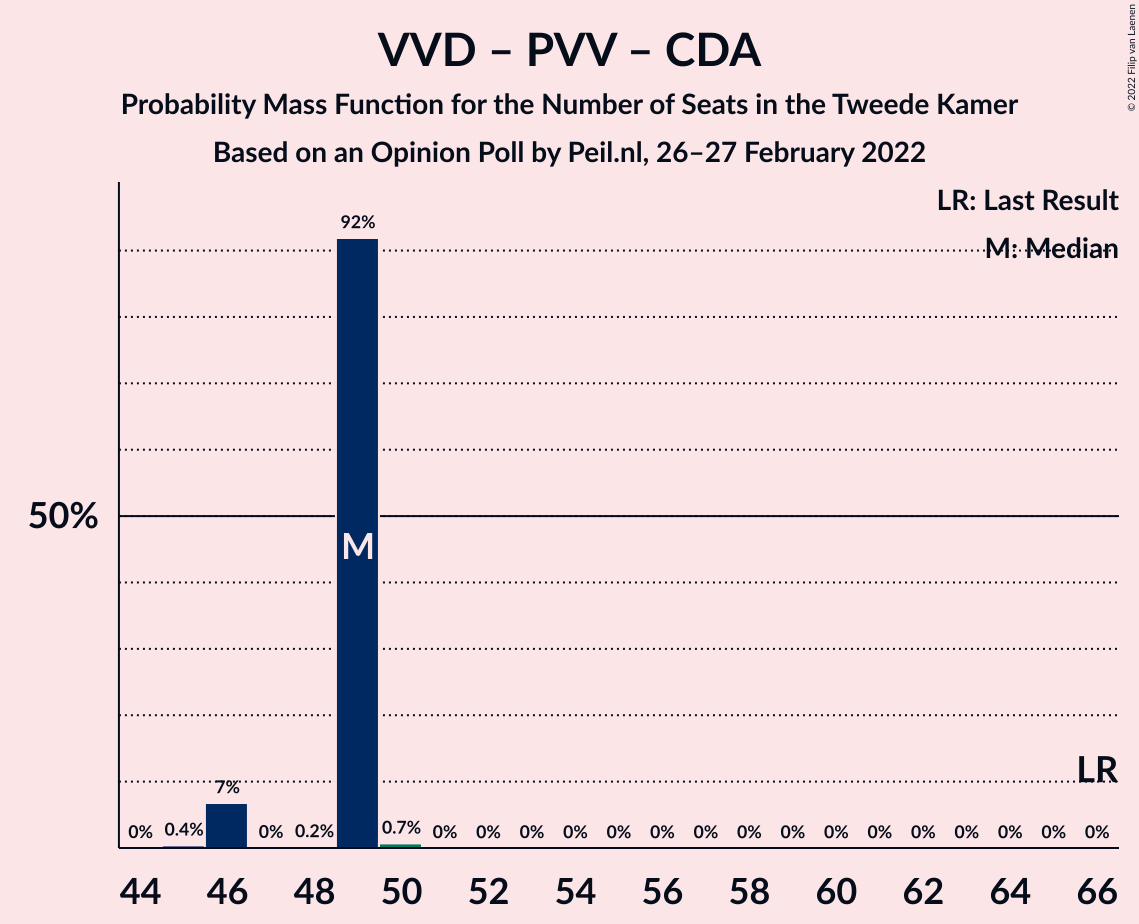 VVD – PVV – CDA
Probability Mass Function for the Number of Seats in the Tweede Kamer
Based on an Opinion Poll by Peil.nl, 26–27 February 2022
© 2022 Filip van Laenen
LR: Last Result
M: Median
92%
50%
M
LR
0% 0.4% 7% 0% 0.2% 0.7% 0% 0% 0% 0% 0% 0% 0% 0% 0% 0% 0% 0% 0% 0% 0% 0%
44 46 48 50 52 54 56 58 60 62 64 66